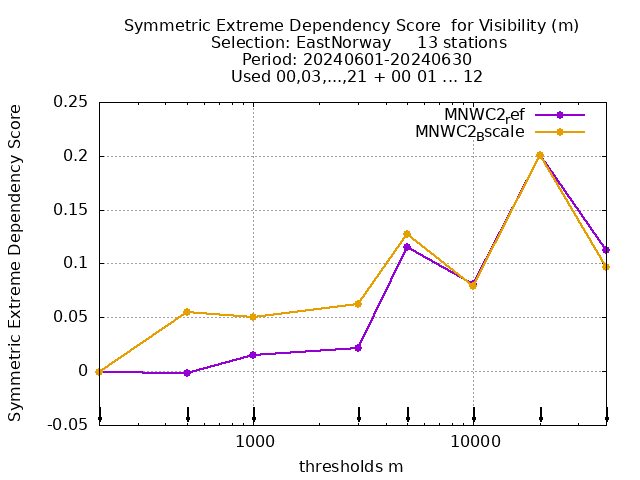 Symmetric Extreme Dependency Score  for Visibility (m)
Selection: EastNorway     13 stations
Period: 20240601-20240630
Used 00,03,...,21 + 00 01 ... 12
MNWC2ref
MNWC2Bscale
Symmetric Extreme Dependency Score
0.25
0.2
0.15
0.1
0.05
0
-0.05
1000 10000
thresholds m